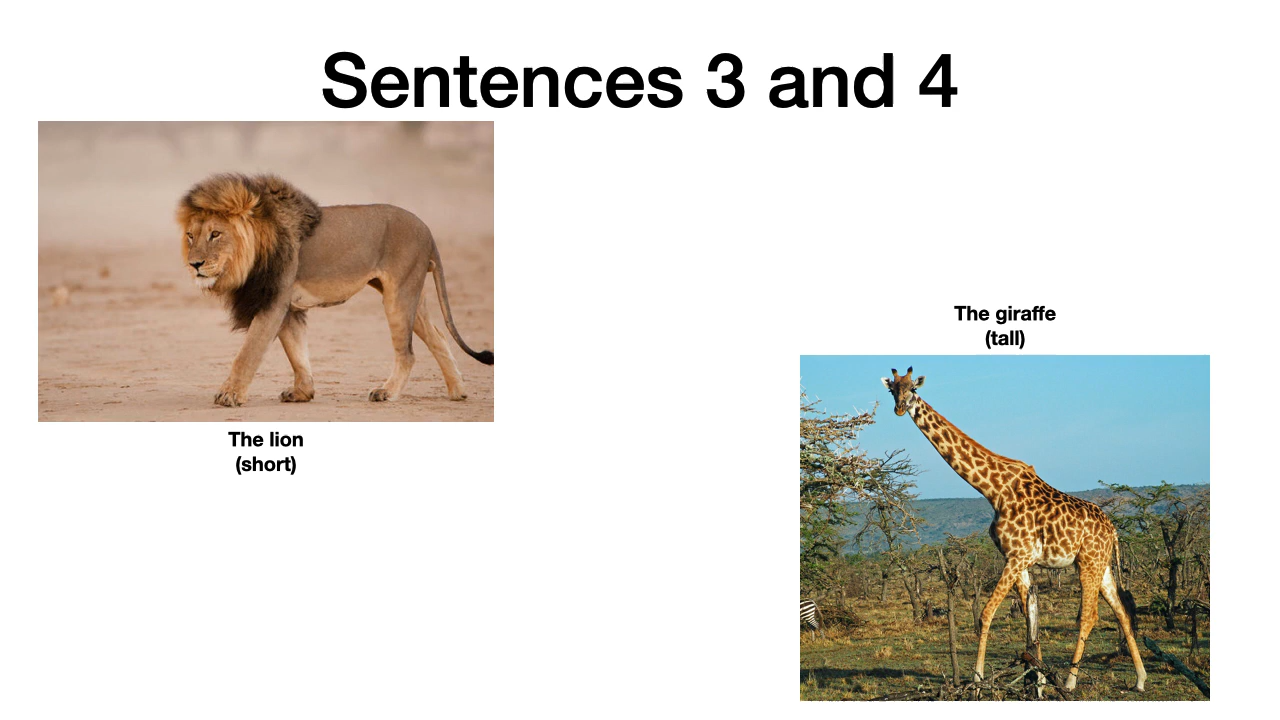 Sentences 3 and 4
The lion
(short)
The giraffe
(tall)